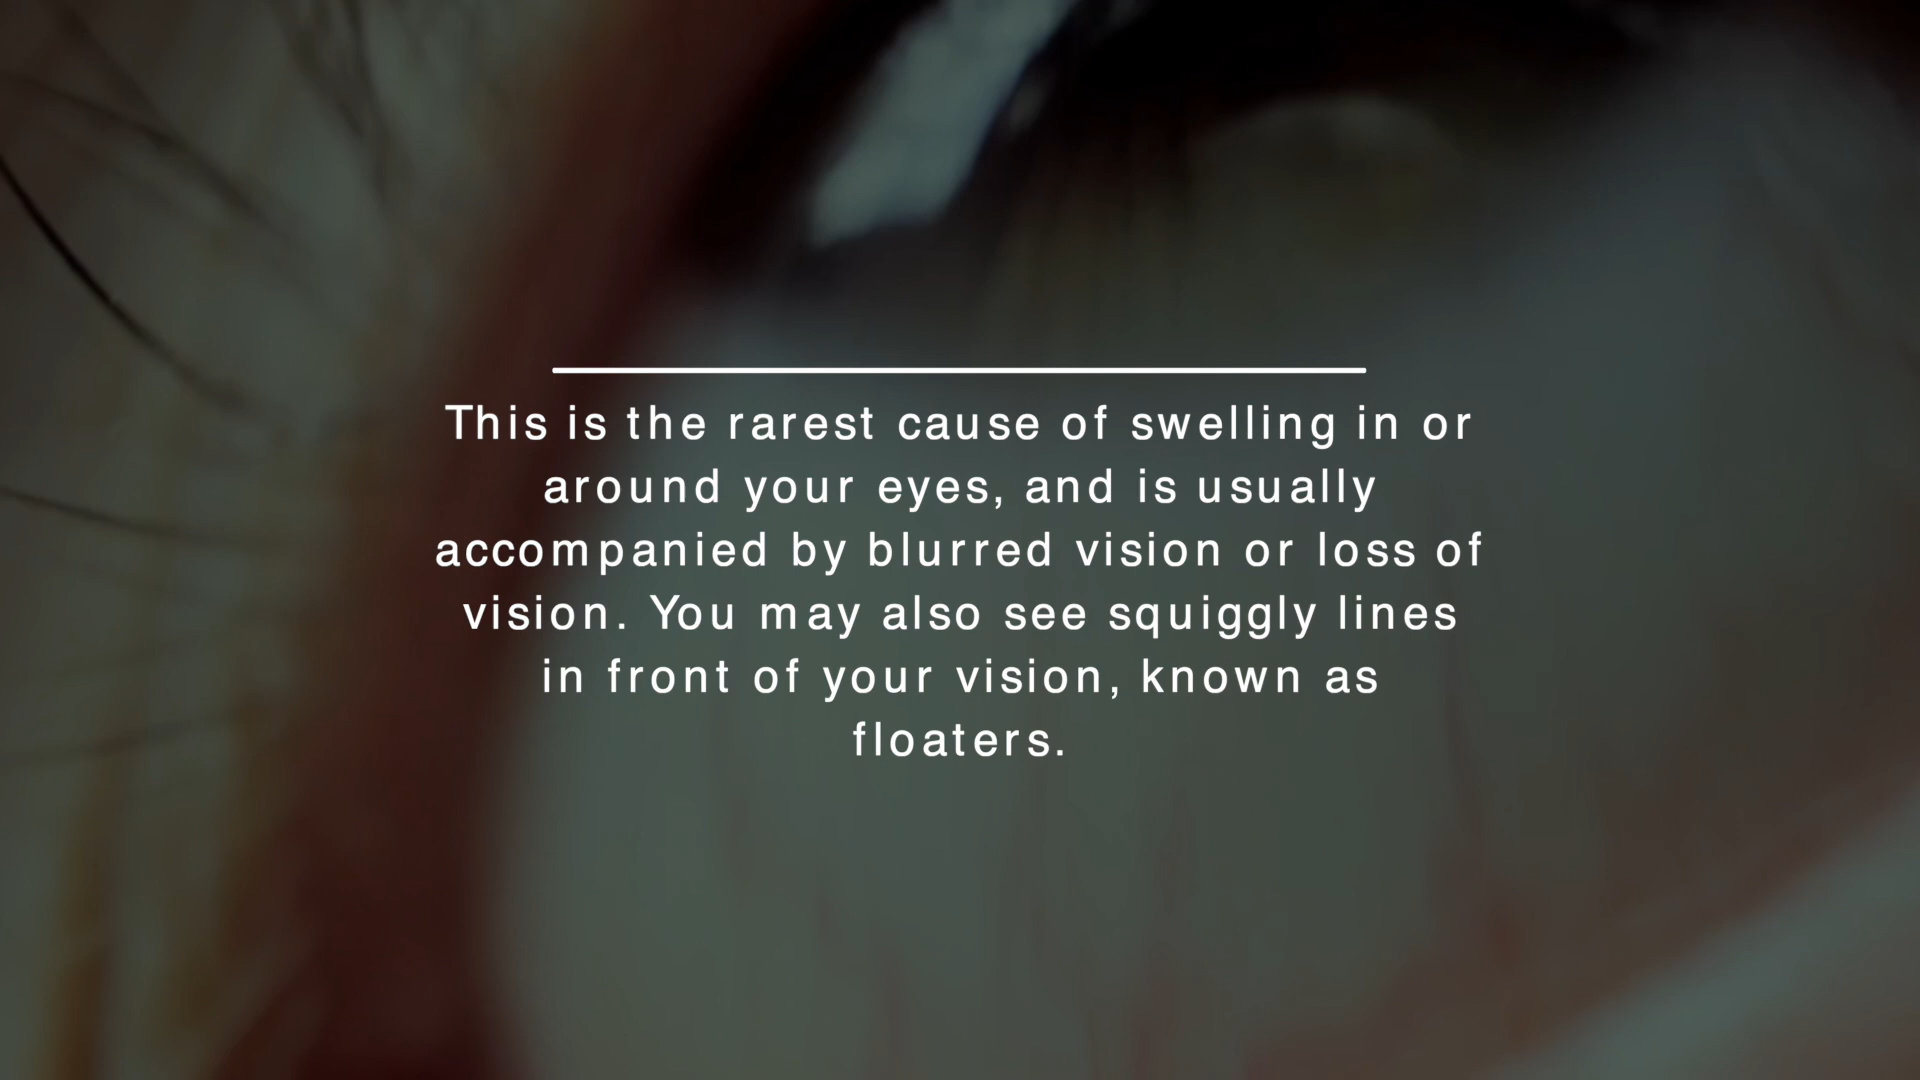 This is the rarest cause of swelling in or
around your eyes, and is usually
accompanied by blurred vision or loss of
vision. You may also see squiggly lines
in front of your vision, known as
floaters.